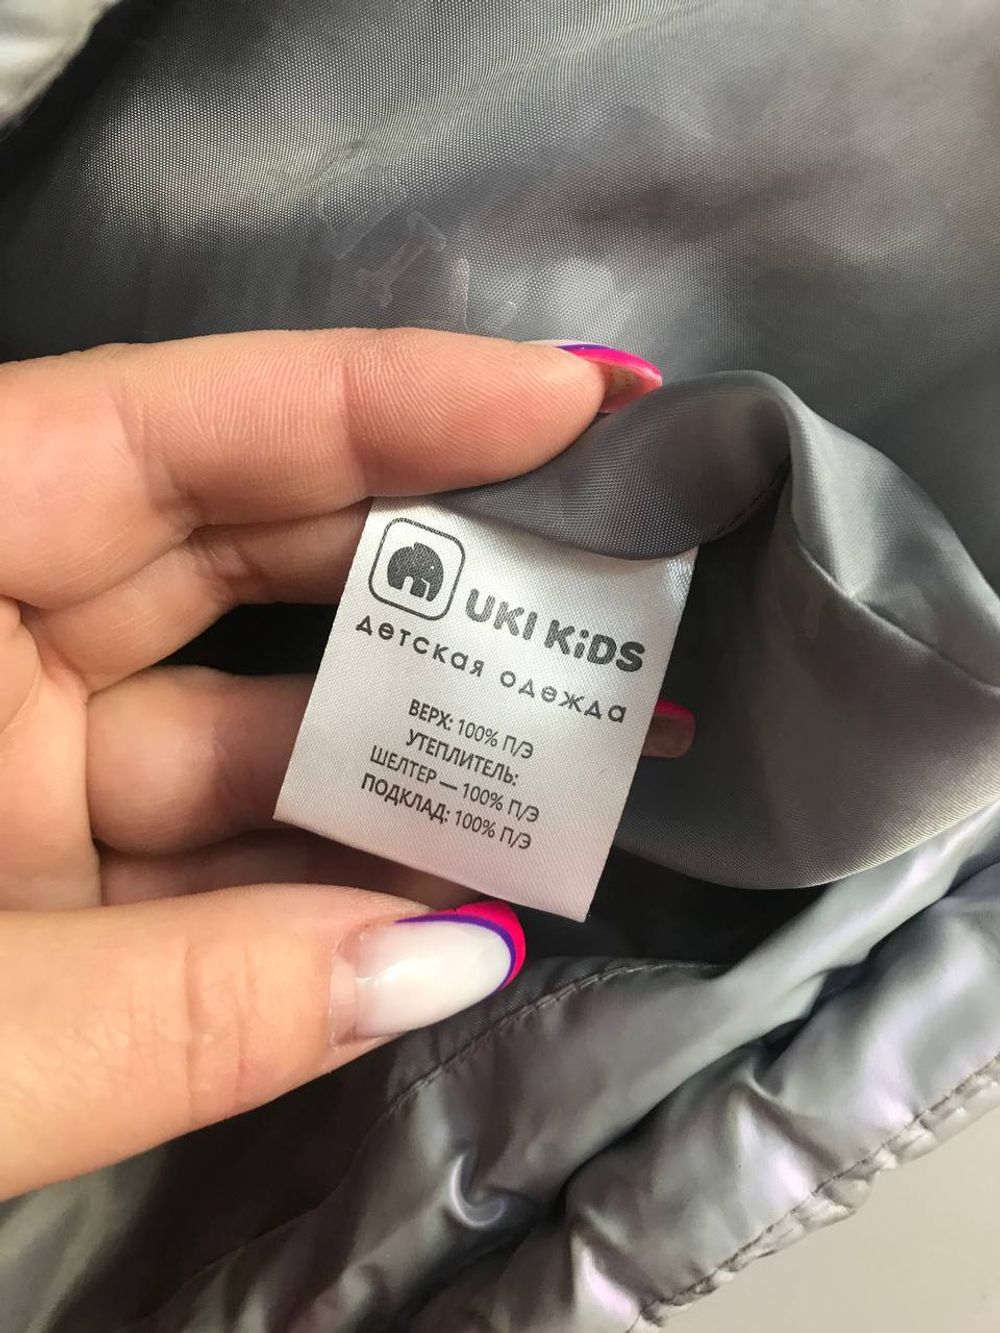 UKI KiDS
детская одежда
ВЕРХ: 100% П/Э
УТЕПЛИТЕЛЬ:
ШЕЛТЕР — 100% П/Э
ПОДКЛАД: 100% П/Э